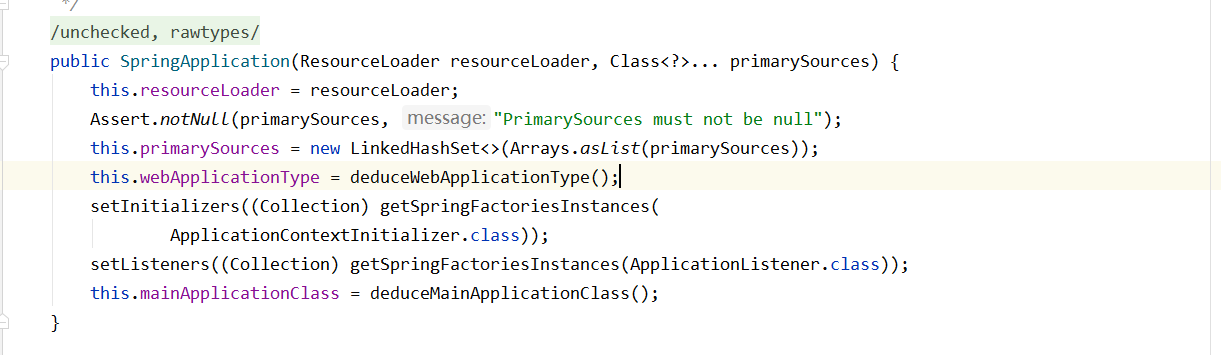 */
/unchecked, rawtypes/
public SpringApplication(ResourceLoader resourceLoader, Class<?>... primarySources) {
this.resourceLoader = resourceLoader;
Assert.notNull(primarySources, message: "PrimarySources must not be null");
this.primarySources = new LinkedHashSet<>(Arrays.asList(primarySources));
this.webApplicationType = deduceWebApplicationType();
setInitializers((Collection) getSpringFactoriesInstances(
ApplicationContextInitializer.class));
setListeners((Collection) getSpringFactoriesInstances(ApplicationListener.class));
this.mainApplicationClass = deduceMainApplicationClass();
}